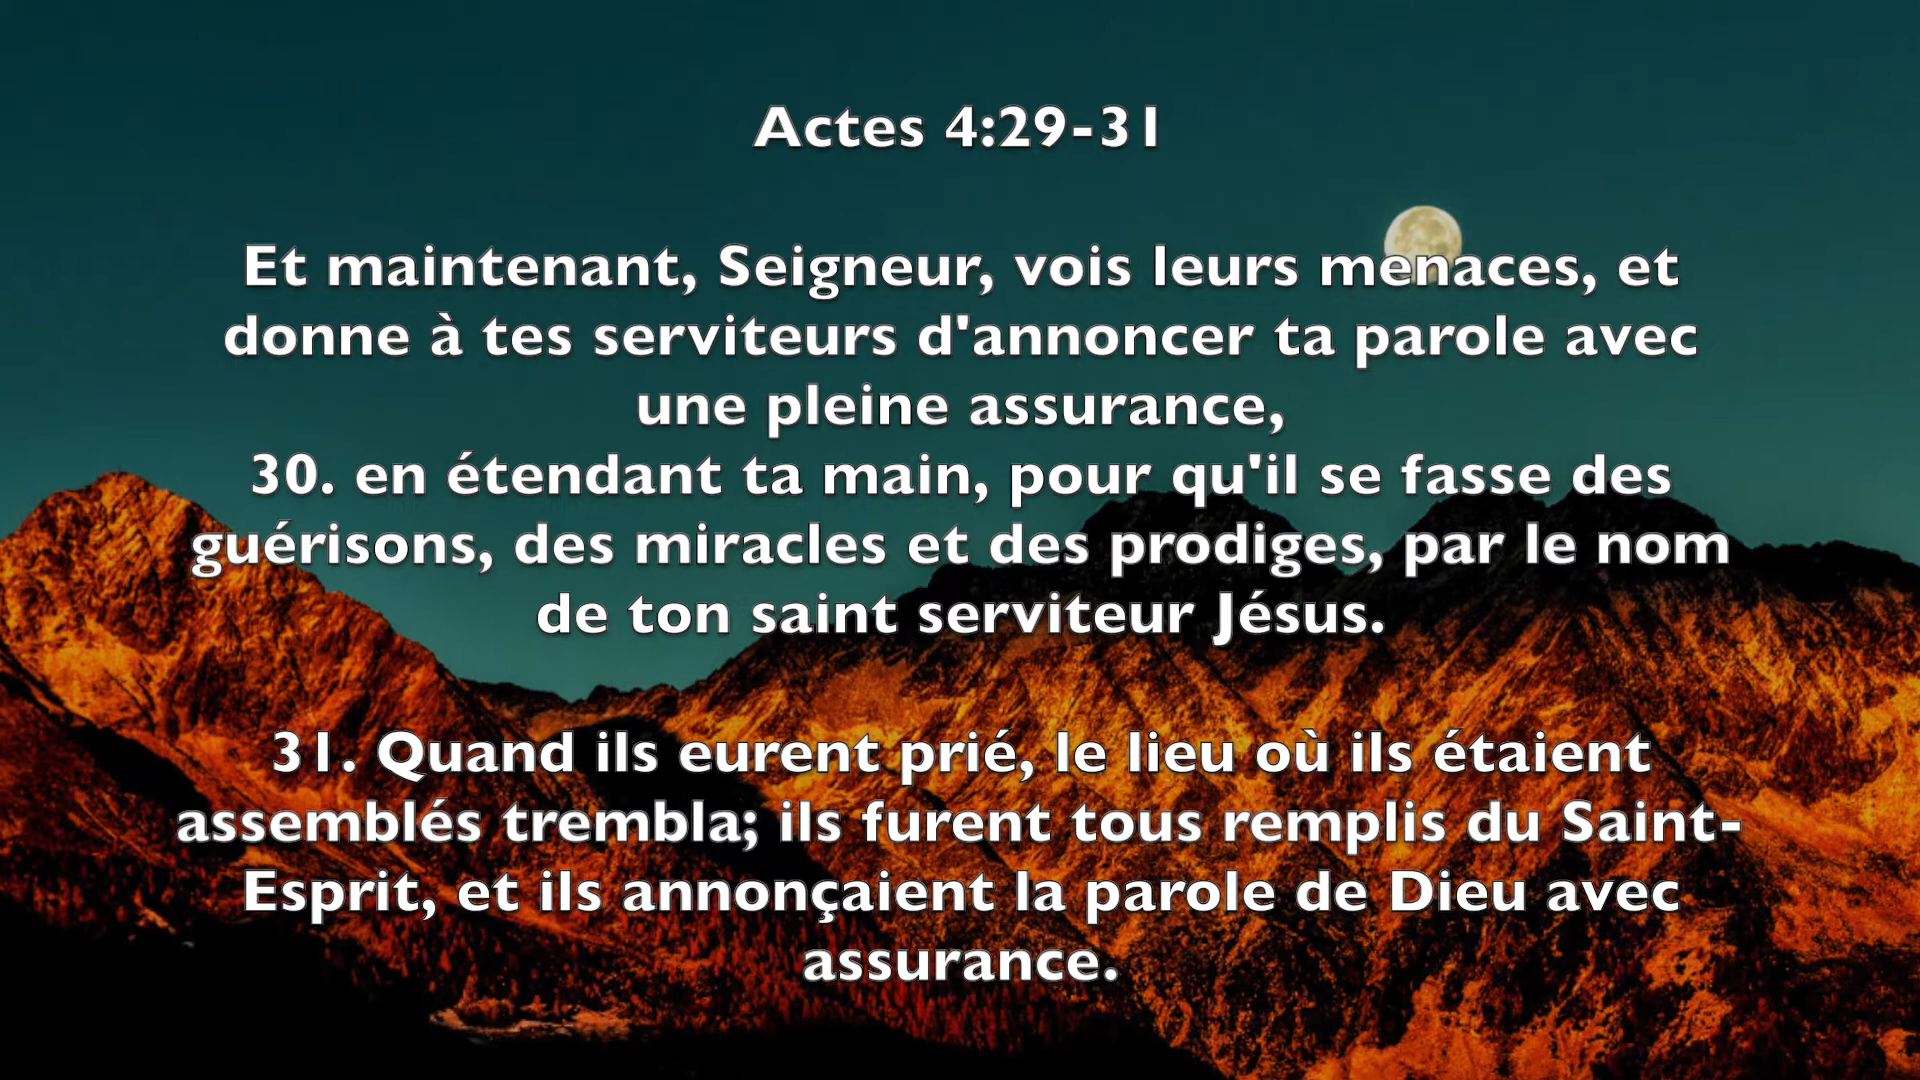 Actes 4:29-31
Et maintenant, Seigneur, vois leurs menaces, et
donne à tes serviteurs d'annoncer ta parole avec
une pleine assurance,
30. en étendant ta main, pour qu'il se fasse des
guérisons, des miracles et des prodiges, par le nom
de ton saint serviteur Jésus.
31. Quand ils eurent prié, le lieu où ils étaient
assemblés trembla; ils furent tous remplis du Saint-
Esprit, et ils annonçaient la parole de Dieu avec
assurance.